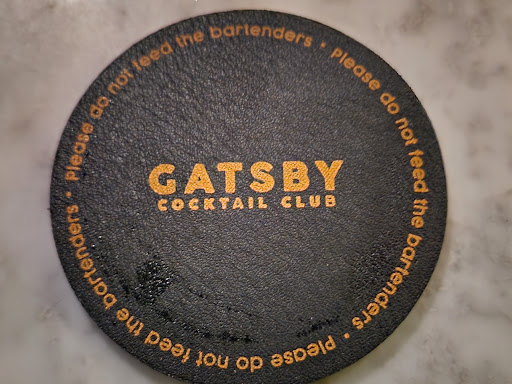 GATSBY
COCKTAIL CLUB
Please do not feed the bartenders • Please do not feed the bartenders • Please do not feed the bartenders •